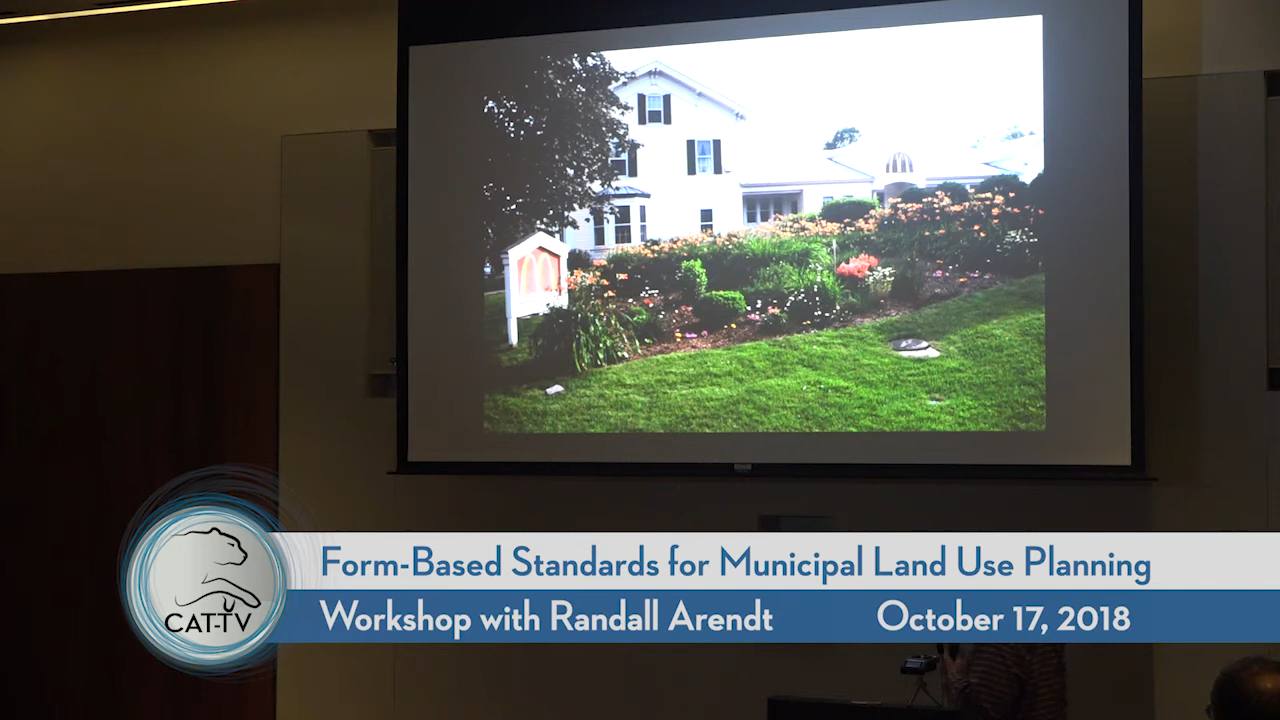 Form-Based Standards for Municipal Land Use Planning
Workshop with Randall Arendt October 17, 2018
CAT-TV